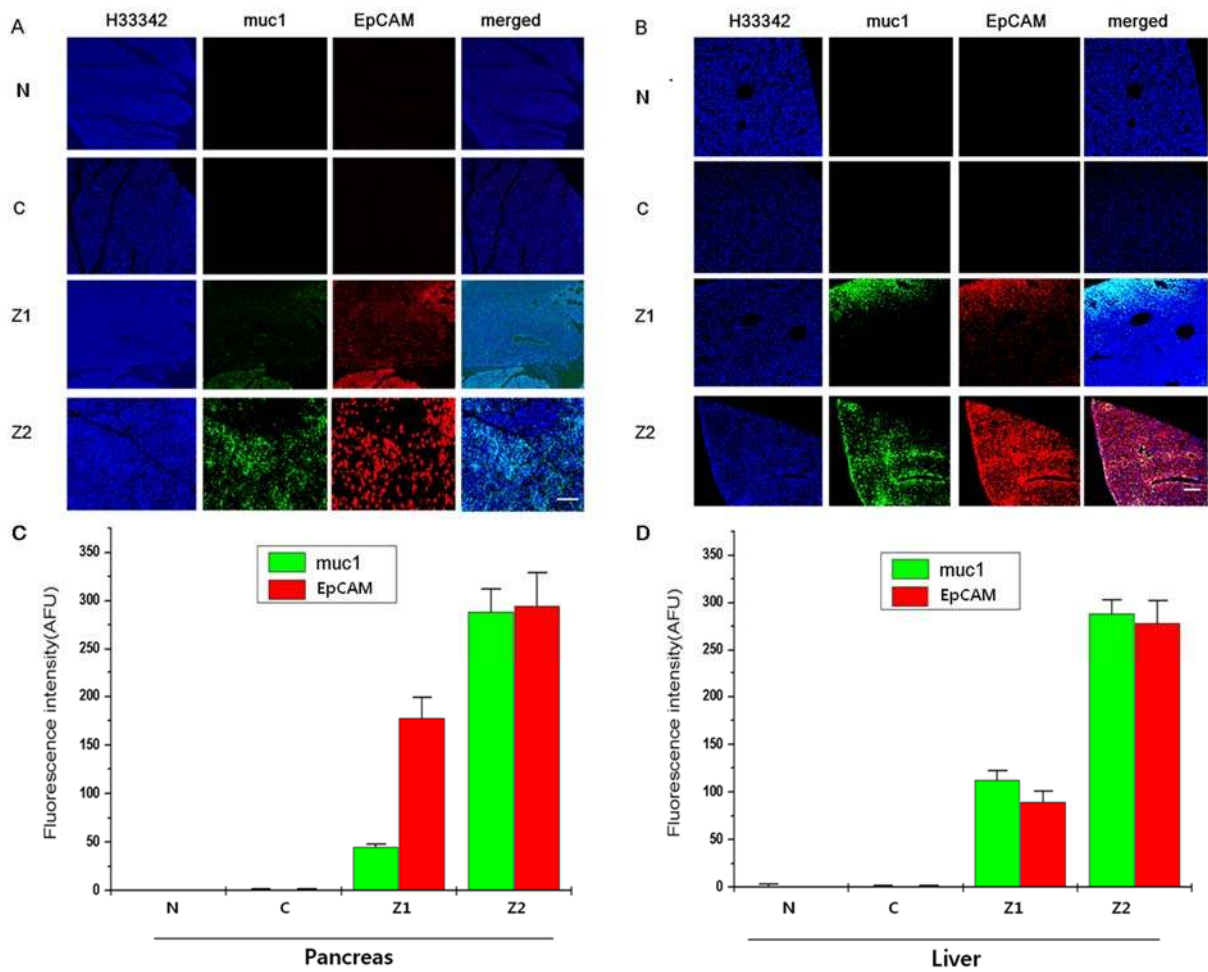 A
H33342 muc1 EpCAM merged
N
C
Z1
Z2
B
H33342 muc1 EpCAM merged
N
C
Z1
Z2
C
350
300
250
200
150
100
50
0
Fluorescence intensity(AFU)
muc1
EpCAM
N C Z1 Z2
Pancreas
D
350
300
250
200
150
100
50
0
Fluorescence intensity(AFU)
muc1
EpCAM
N C Z1 Z2
Liver